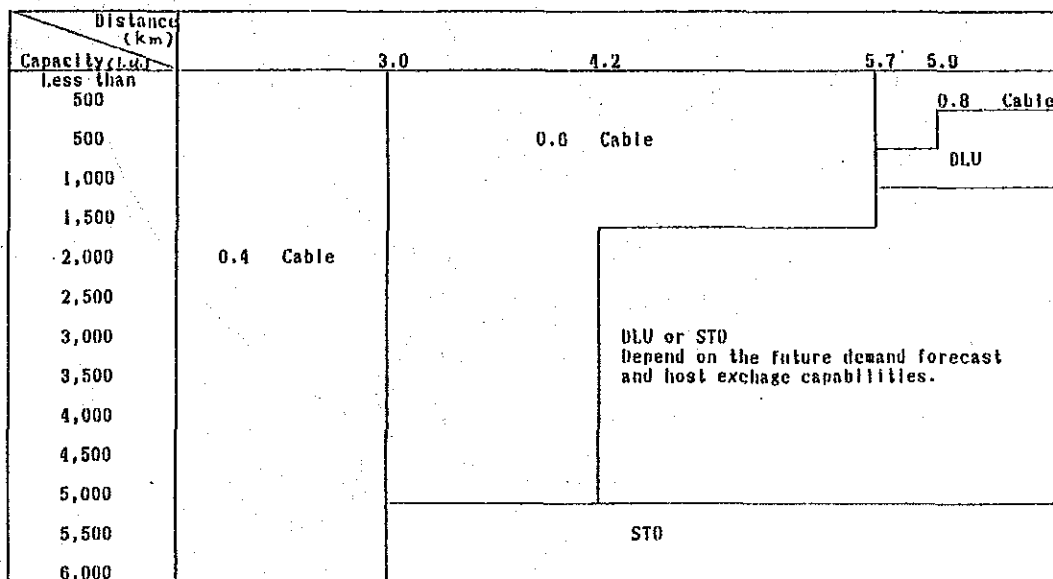 Distance
(km)
Capacity(l.u.)
3.0 4.2 5.7 5.9
Less than
500
500
1,000
1,500
2,000
2,500
3,000
3,500
4,000
4,500
5,000
5,500
6,000
0.4 Cable
0.6 Cable
0.8 Cable
DLU
DLU or STO
Depend on the future demand forecast
and host exchage capabilities.
STO